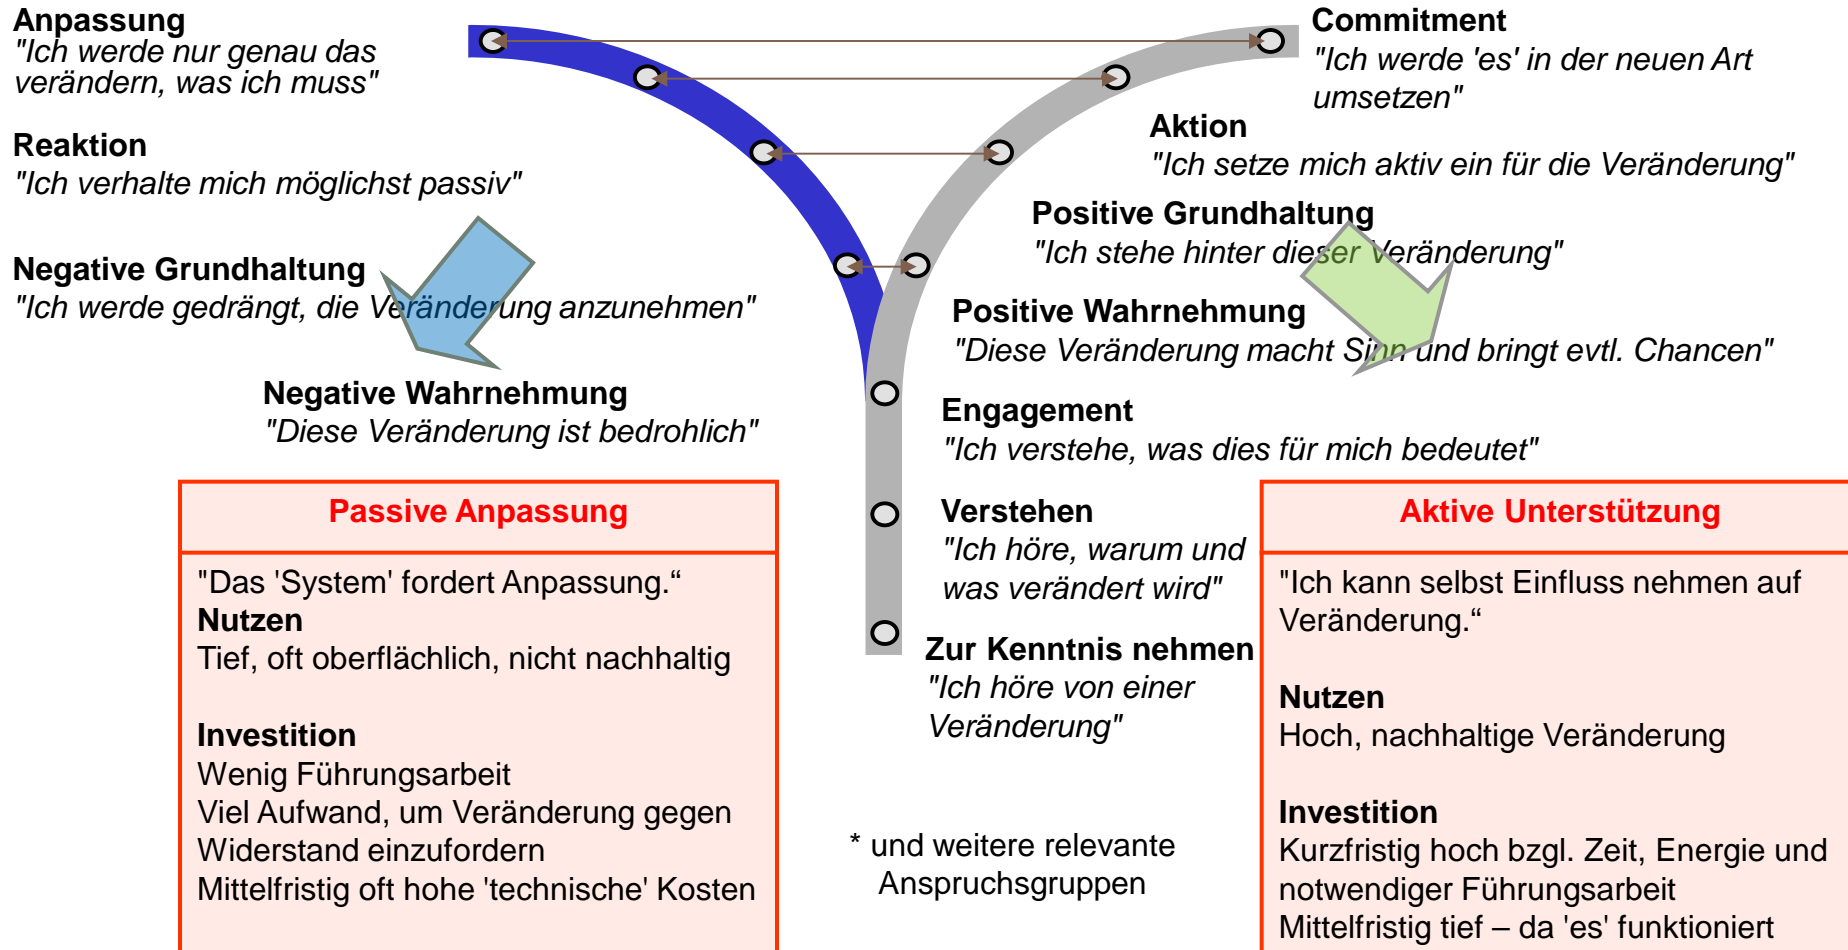 Anpassung
"Ich werde nur genau das
verändern, was ich muss"
Reaktion
"Ich verhalte mich möglichst passiv"
Negative Grundhaltung
"Ich werde gedrängt, die Veränderung anzunehmen"
Negative Wahrnehmung
"Diese Veränderung ist bedrohlich"
Commitment
"Ich werde 'es' in der neuen Art
umsetzen"
Aktion
"Ich setze mich aktiv ein für die Veränderung"
Positive Grundhaltung
"Ich stehe hinter dieser Veränderung"
Positive Wahrnehmung
"Diese Veränderung macht Sinn und bringt evtl. Chancen"
Engagement
"Ich verstehe, was dies für mich bedeutet"
Verstehen
"Ich höre, warum und
was verändert wird"
Zur Kenntnis nehmen
"Ich höre von einer
Veränderung"
Passive Anpassung
"Das 'System' fordert Anpassung.“
Nutzen
Tief, oft oberflächlich, nicht nachhaltig
Investition
Wenig Führungsarbeit
Viel Aufwand, um Veränderung gegen
Widerstand einzufordern
Mittelfristig oft hohe 'technische' Kosten
* und weitere relevante
Anspruchsgruppen
Aktive Unterstützung
"Ich kann selbst Einfluss nehmen auf
Veränderung.“
Nutzen
Hoch, nachhaltige Veränderung
Investition
Kurzfristig hoch bzgl. Zeit, Energie und
notwendiger Führungsarbeit
Mittelfristig tief – da 'es' funktioniert